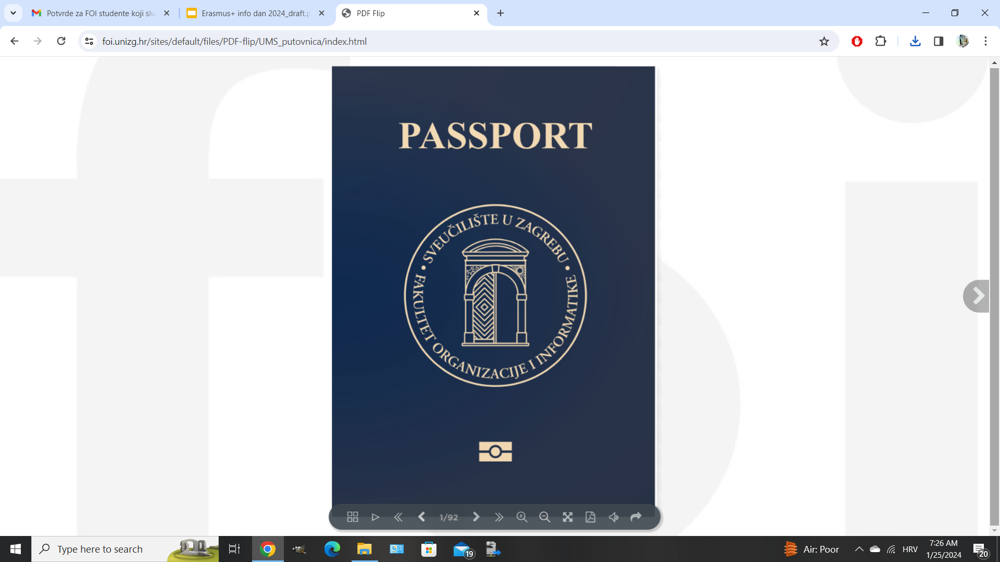 Potvrde za FOI studente koji slu
Erasmus+ info dan 2024_draft.p
PDF Flip
foi.unizg.hr/sites/default/files/PDF-flip/UMS_putovnica/index.html
PASSPORT
• SVEUČILIŠTE U ZAGREBU •
FAKULTET ORGANIZACIJE I INFORMATIKE
1/92
Type here to search
19
Air: Poor
HRV
7:26 AM
1/25/2024
20